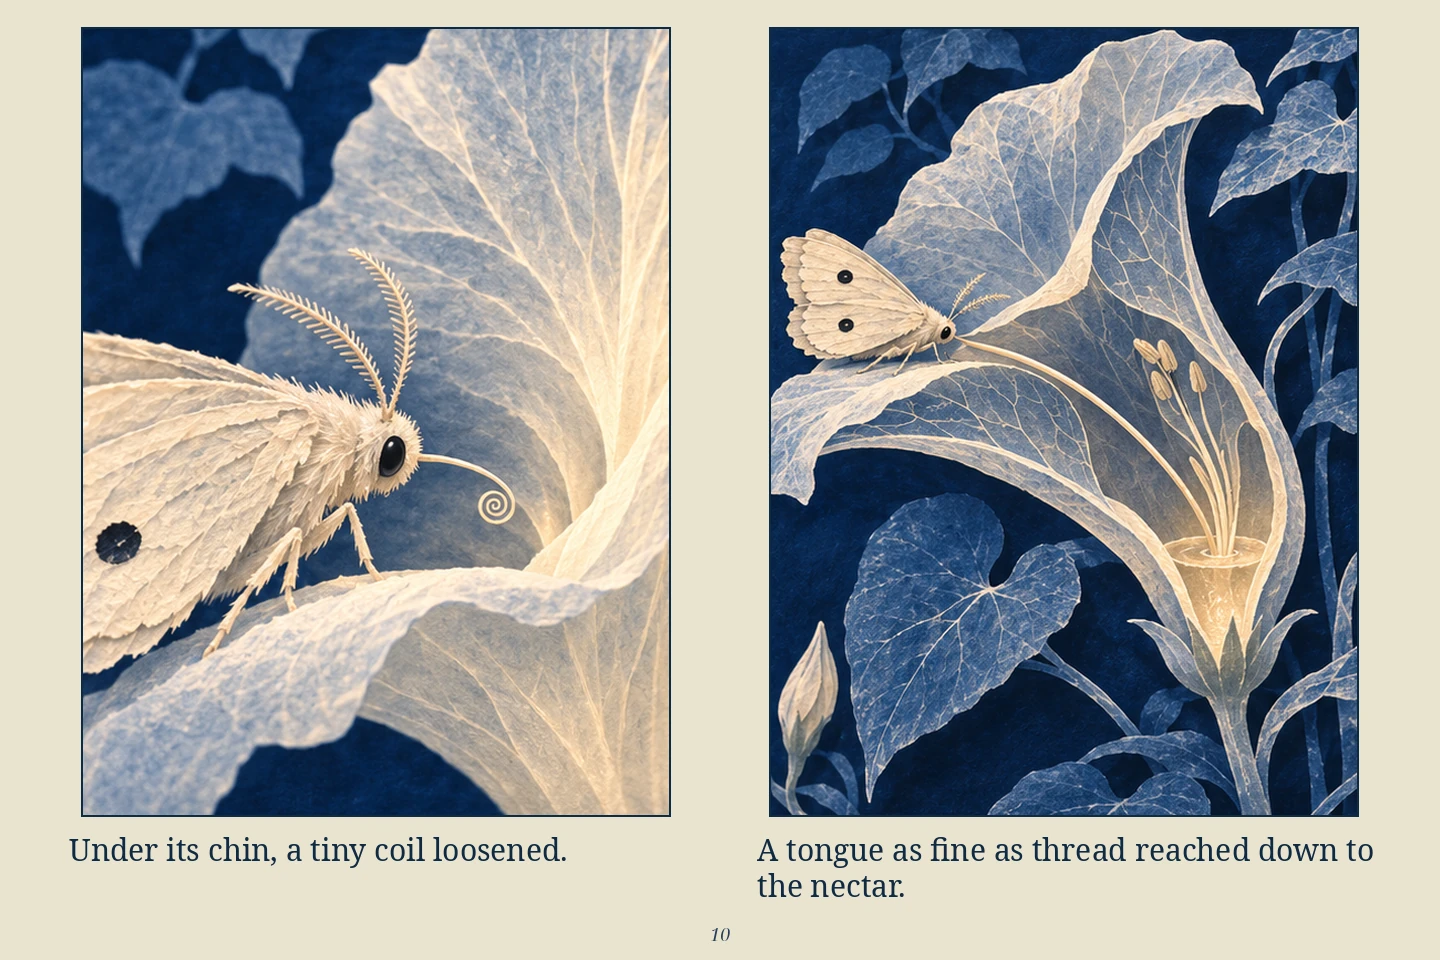 Under its chin, a tiny coil loosened.
A tongue as fine as thread reached down to
the nectar.
10